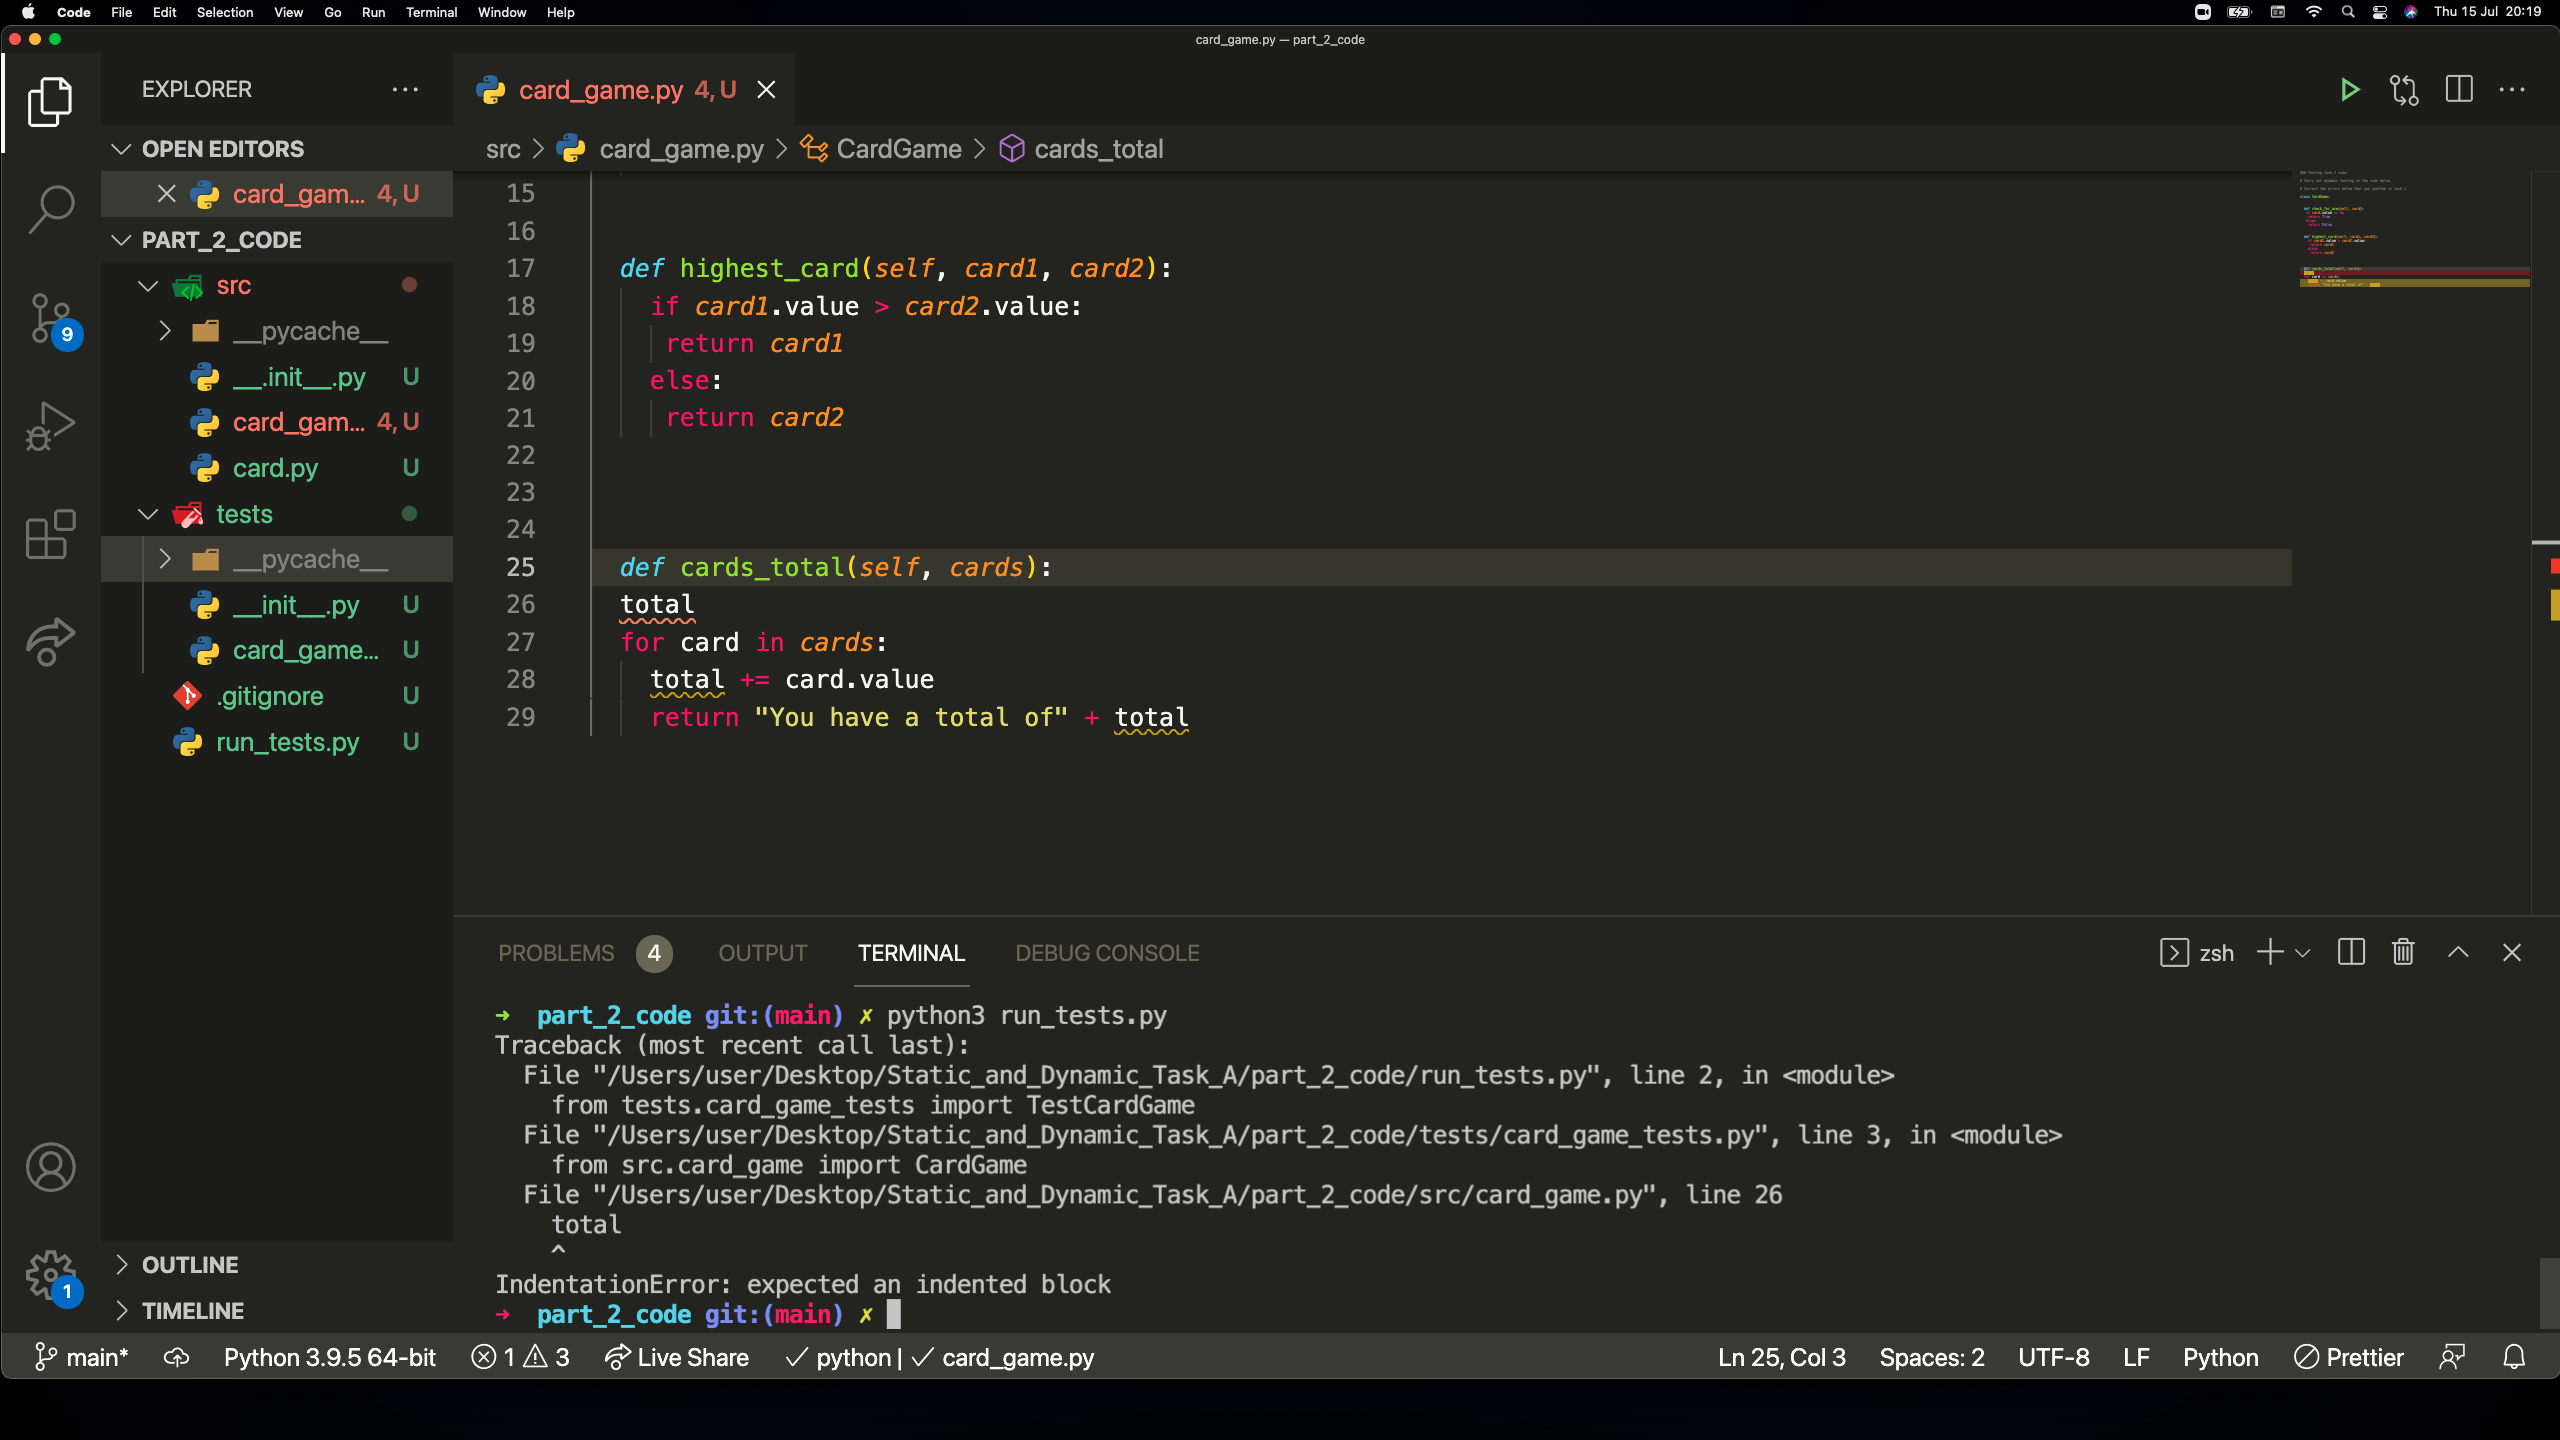 Code File Edit Selection View Go Run Terminal Window Help Thu 15 Jul 20:19
card_game.py — part_2_code
EXPLORER
card_game.py 4, U
OPEN EDITORS
src > card_game.py > CardGame > cards_total
card_gam... 4, U
PART_2_CODE
src
__pycache__
__.init__.py U
card_gam... 4, U
card.py U
tests
__pycache__
__init__.py U
card_game... U
.gitignore U
run_tests.py U
9
1
OUTLINE
TIMELINE
15
16
17 def highest_card(self, card1, card2):
18 if card1.value > card2.value:
19 return card1
20 else:
21 return card2
22
23
24
25 def cards_total(self, cards):
26 total
27 for card in cards:
28 total += card.value
29 return "You have a total of" + total
PROBLEMS 4 OUTPUT TERMINAL DEBUG CONSOLE zsh
➜ part_2_code git:(main) ✗ python3 run_tests.py
Traceback (most recent call last):
File "/Users/user/Desktop/Static_and_Dynamic_Task_A/part_2_code/run_tests.py", line 2, in <module>
from tests.card_game_tests import TestCardGame
File "/Users/user/Desktop/Static_and_Dynamic_Task_A/part_2_code/tests/card_game_tests.py", line 3, in <module>
from src.card_game import CardGame
File "/Users/user/Desktop/Static_and_Dynamic_Task_A/part_2_code/src/card_game.py", line 26
total
^
IndentationError: expected an indented block
➜ part_2_code git:(main) ✗
main* Python 3.9.5 64-bit 1 3 Live Share ✓ python | ✓ card_game.py Ln 25, Col 3 Spaces: 2 UTF-8 LF Python Prettier